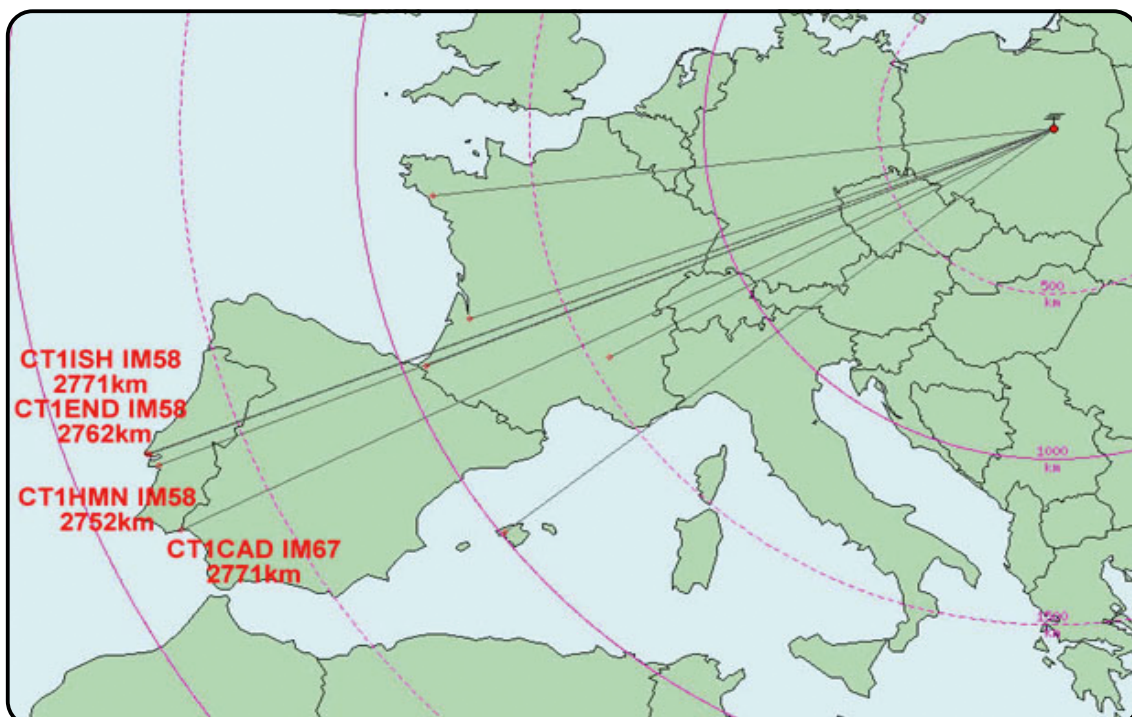 500
km
CT1ISH IM58
2771km
CT1END IM58
2762km
1000
km
CT1HMN IM58
2752km
CT1CAD IM67
2771km
1500
km